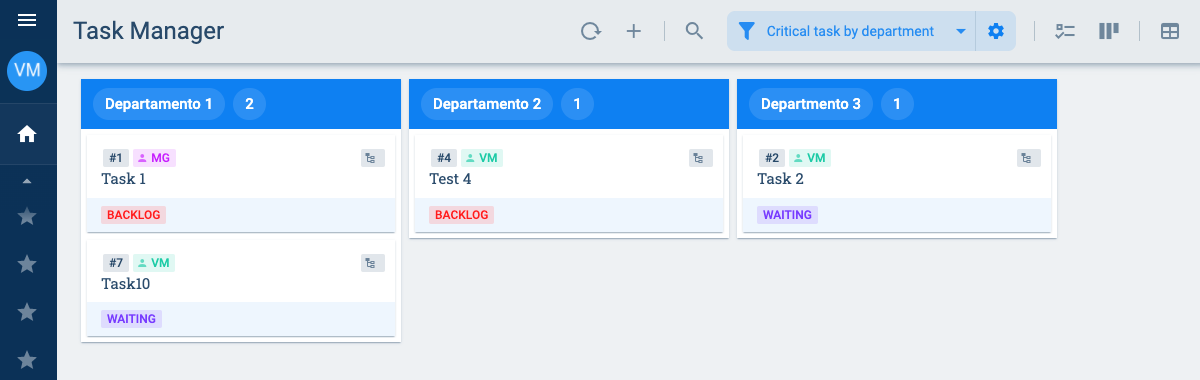 Task Manager
Critical task by department
VM
Departamento 1 2
#1 MG
Task 1
BACKLOG
#7 VM
Task10
WAITING
Departamento 2 1
#4 VM
Test 4
BACKLOG
Departmento 3 1
#2 VM
Task 2
WAITING